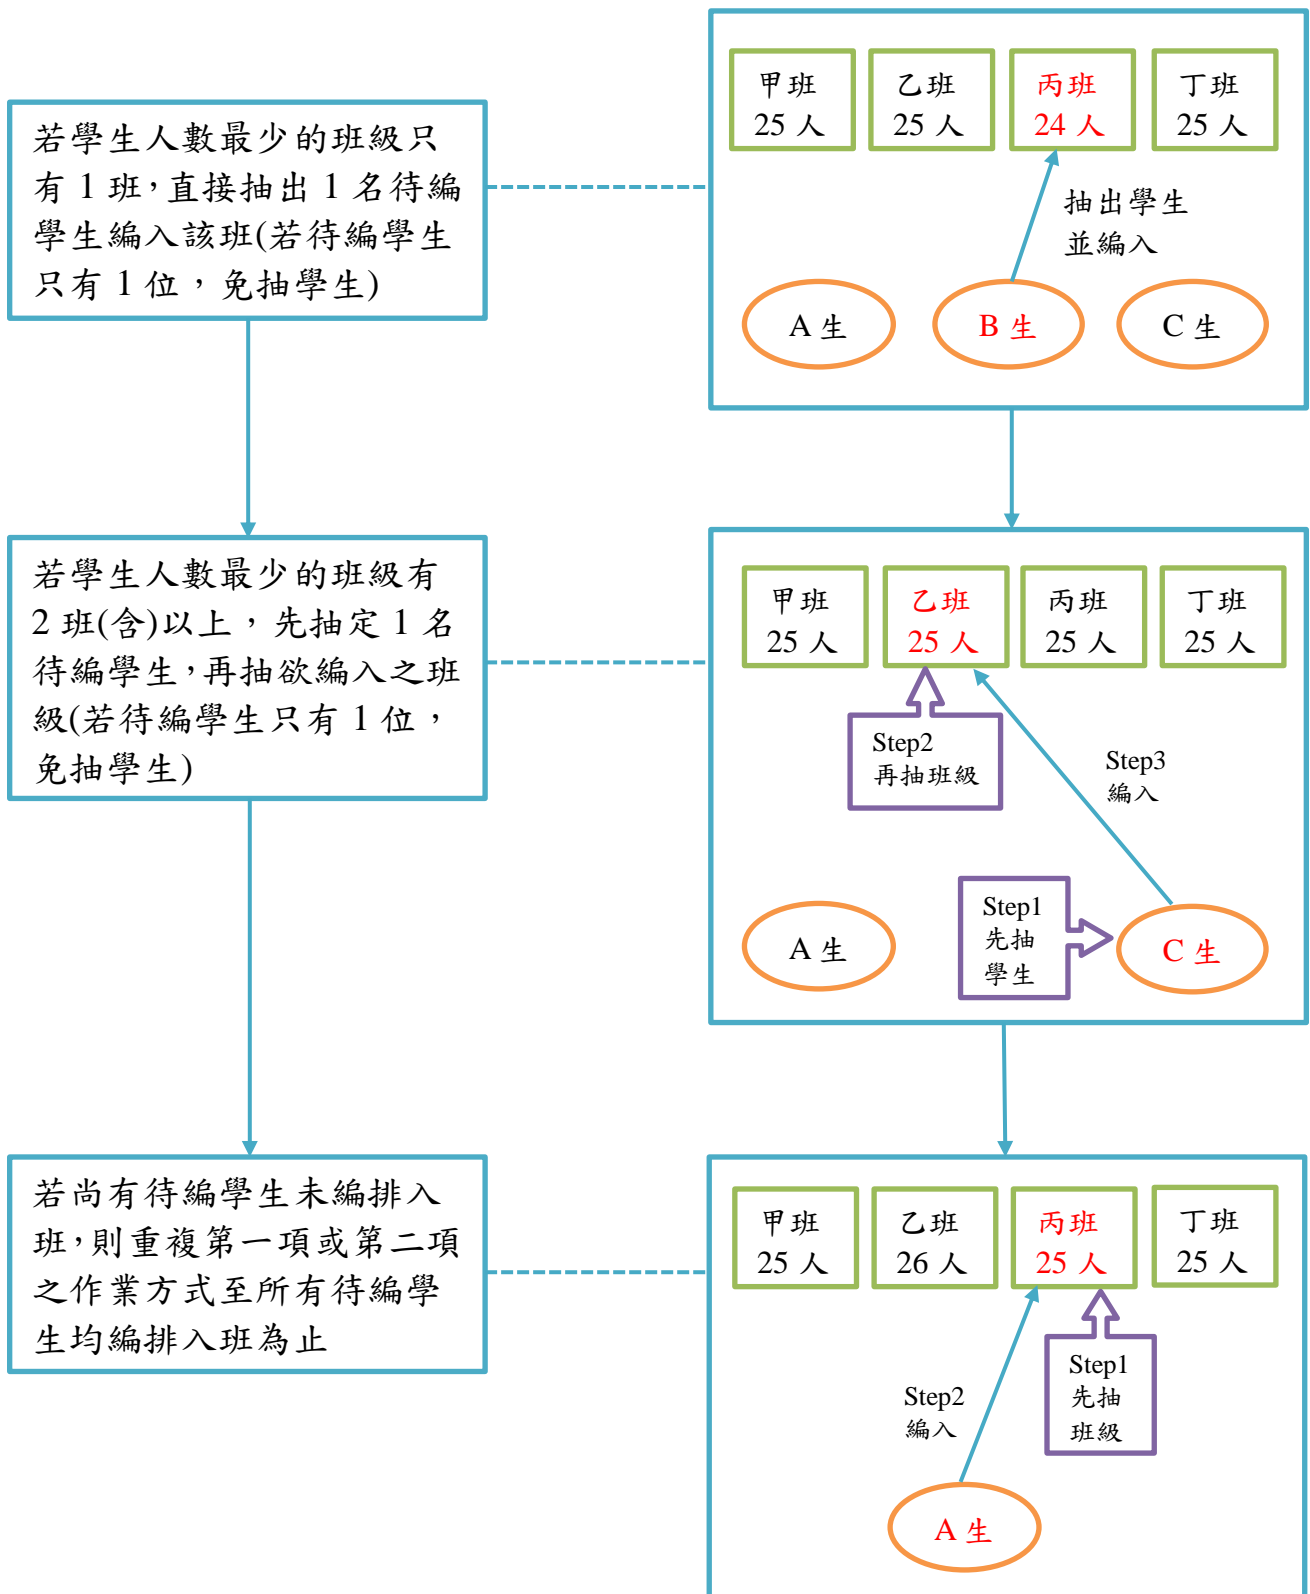 若學生人數最少的班級只
有 1 班，直接抽出 1 名待編
學生編入該班(若待編學生
只有 1 位，免抽學生)
甲班
25 人
乙班
25 人
丙班
24 人
丁班
25 人
抽出學生
並編入
A 生
B 生
C 生
若學生人數最少的班級有
2 班(含)以上，先抽定 1 名
待編學生，再抽欲編入之班
級(若待編學生只有 1 位，
免抽學生)
甲班
25 人
乙班
25 人
丙班
25 人
丁班
25 人
Step2
再抽班級
Step3
編入
Step1
先抽
學生
A 生
C 生
若尚有待編學生未編排入
班，則重複第一項或第二項
之作業方式至所有待編學
生均編排入班為止
甲班
25 人
乙班
26 人
丙班
25 人
丁班
25 人
Step2
編入
Step1
先抽
班級
A 生